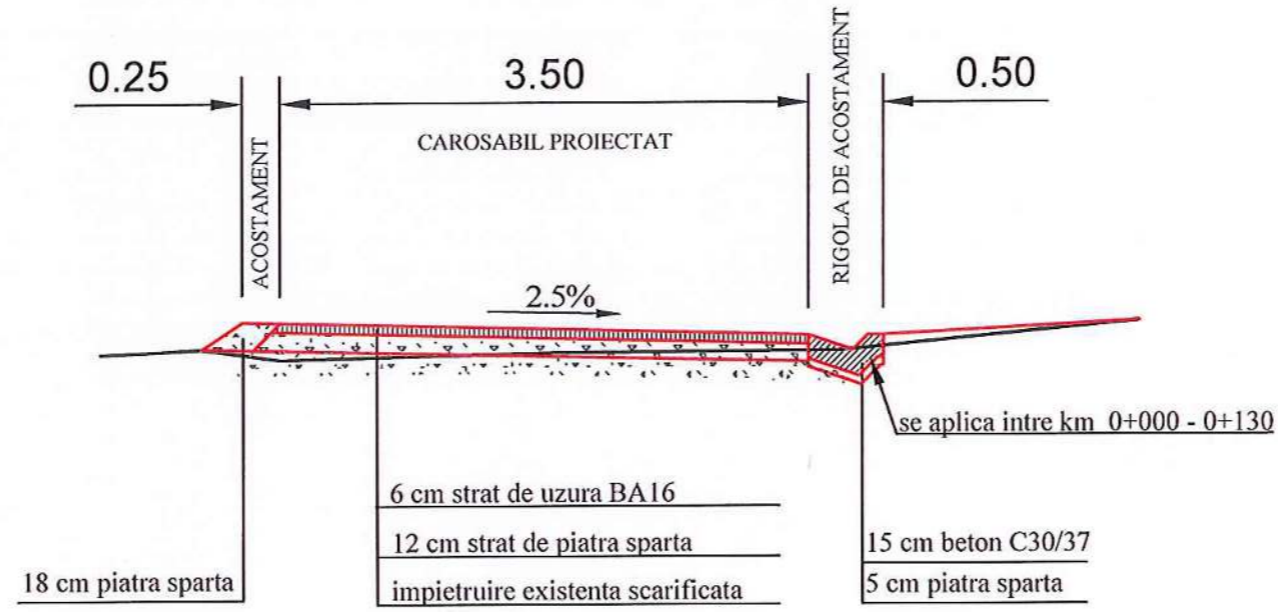 0.25
3.50
0.50
ACOSTAMENT
CAROSABIL PROIECTAT
RIGOLA DE ACOSTAMENT
2.5%
se aplica intre km 0+000 - 0+130
6 cm strat de uzura BA16
12 cm strat de piatra sparta
impietruire existenta scarificata
15 cm beton C30/37
5 cm piatra sparta
18 cm piatra sparta